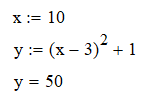 x := 10
y := (x − 3)² + 1
y = 50